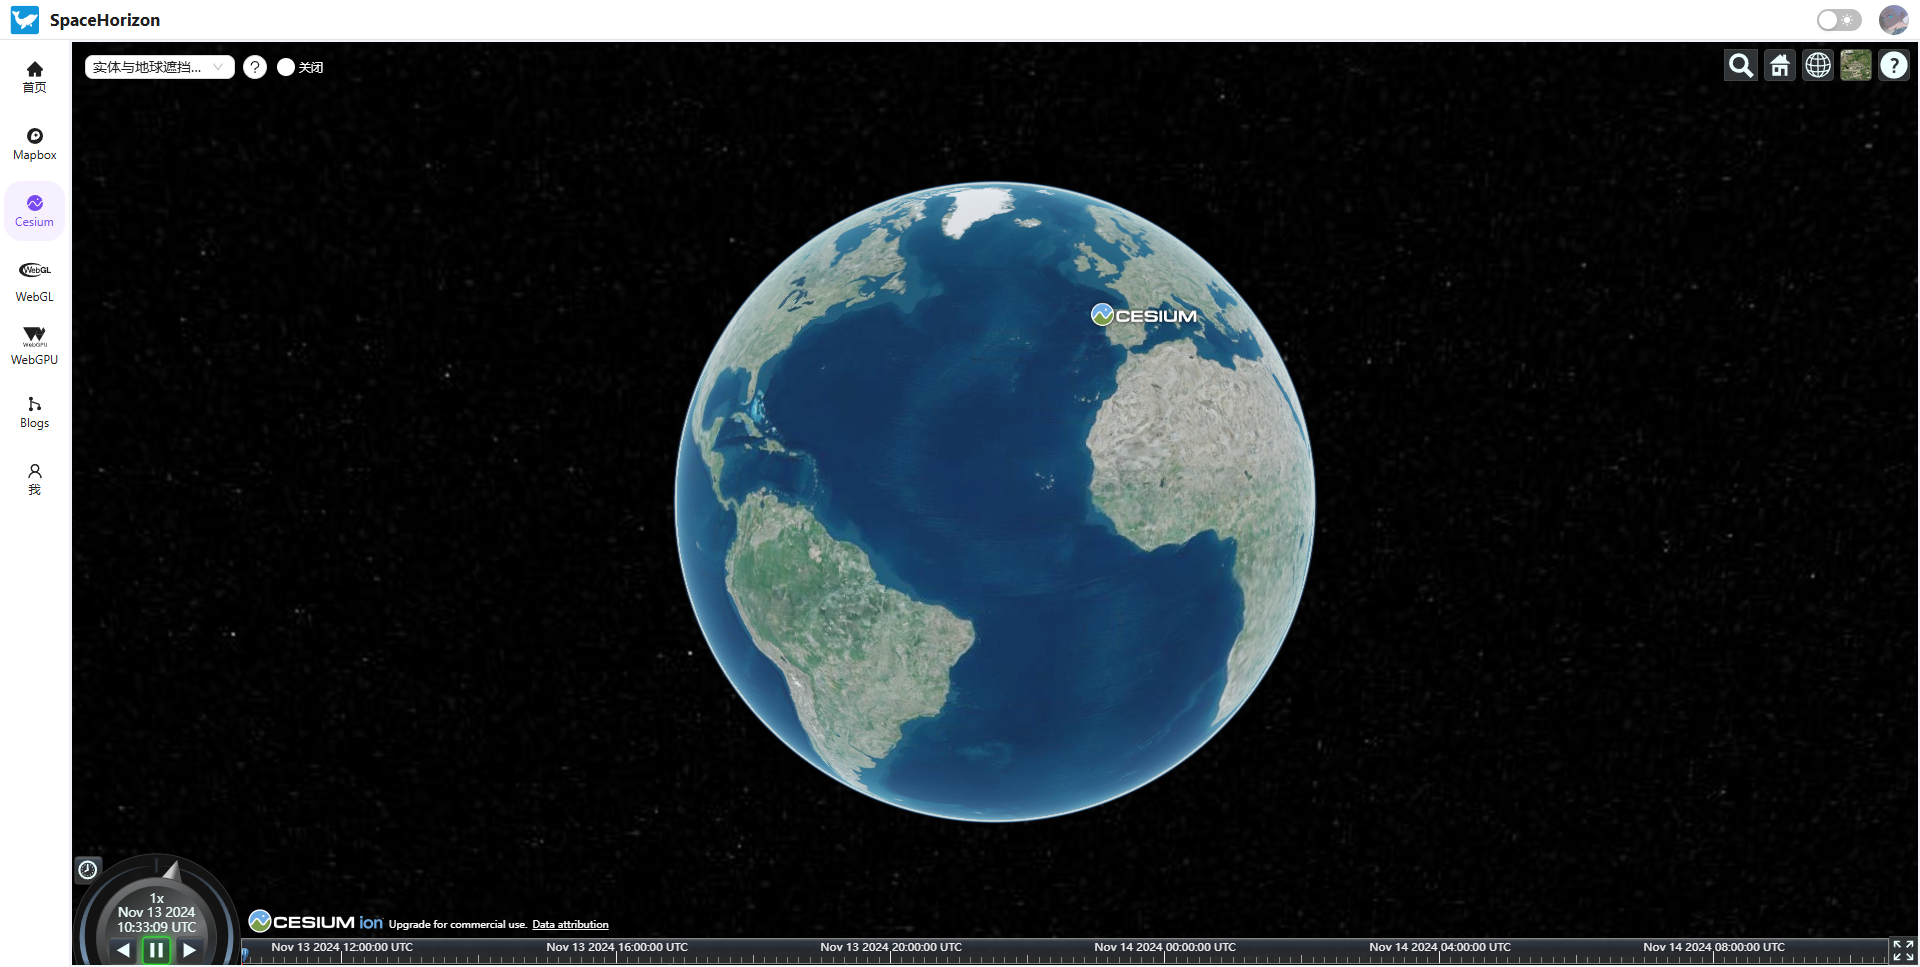 SpaceHorizon
实体与地球遮挡...
?
关闭
?
首页
Mapbox
Cesium
WebGL
WebGL
WebGPU
WebGPU
Blogs
我
CESIUM
1x
Nov 13 2024
10:33:09 UTC
CESIUM ion Upgrade for commercial use. Data attribution
Nov 13 2024 12:00:00 UTC
Nov 13 2024 16:00:00 UTC
Nov 13 2024 20:00:00 UTC
Nov 14 2024 00:00:00 UTC
Nov 14 2024 04:00:00 UTC
Nov 14 2024 08:00:00 UTC